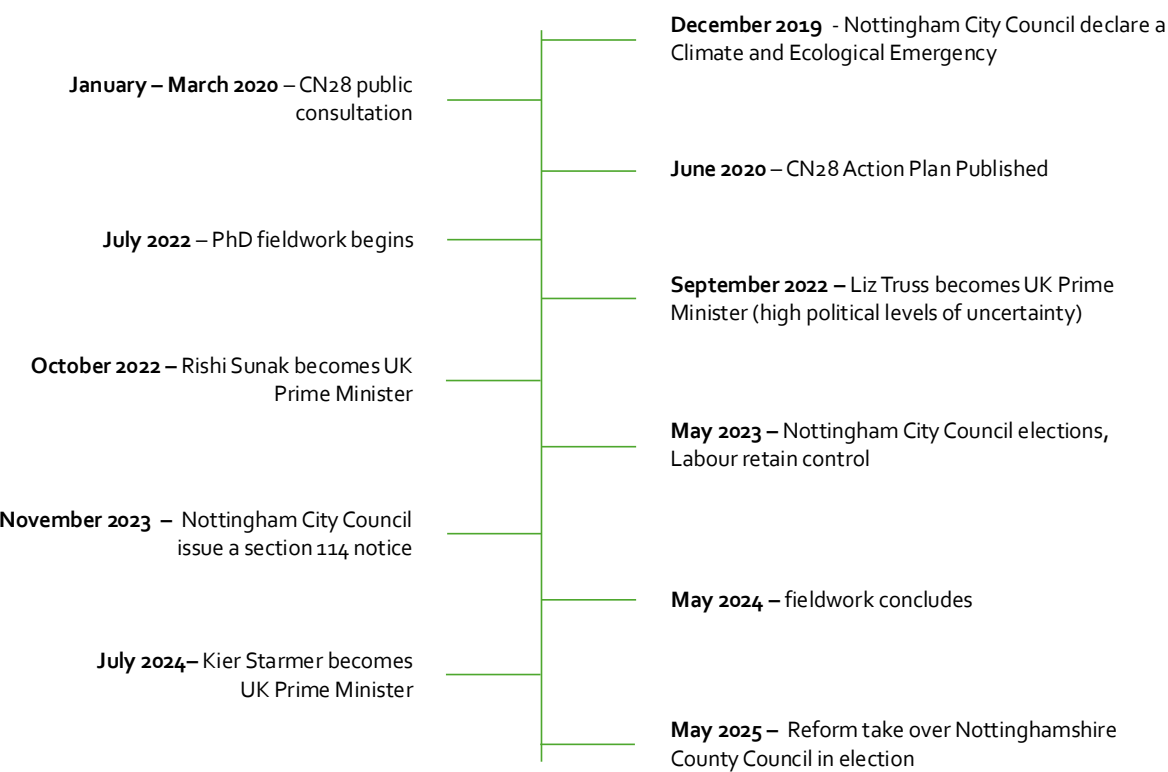 December 2019 - Nottingham City Council declare a
Climate and Ecological Emergency
January – March 2020 – CN28 public
consultation
June 2020 – CN28 Action Plan Published
July 2022 – PhD fieldwork begins
September 2022 – Liz Truss becomes UK Prime
Minister (high political levels of uncertainty)
October 2022 – Rishi Sunak becomes UK
Prime Minister
May 2023 – Nottingham City Council elections,
Labour retain control
November 2023 – Nottingham City Council
issue a section 114 notice
May 2024 – fieldwork concludes
July 2024– Kier Starmer becomes
UK Prime Minister
May 2025 – Reform take over Nottinghamshire
County Council in election